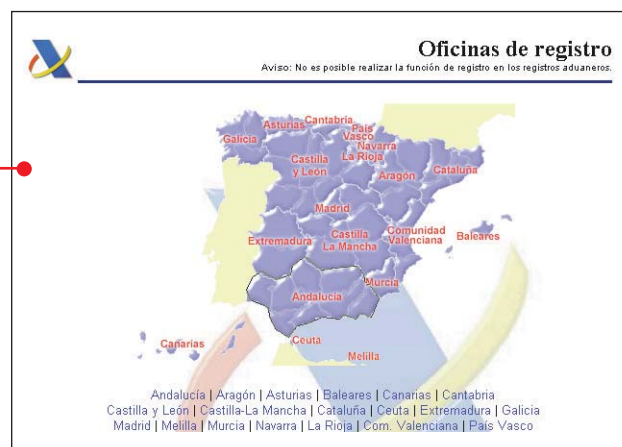 Oficinas de registro
Aviso: No es posible realizar la función de registro en los registros aduaneros.
Galicia
Asturias
Cantabria
País
Vasco
Navarra
La Rioja
Castilla
y León
Aragón
Cataluña
Madrid
Extremadura
Castilla
La Mancha
Comunidad
Valenciana
Baleares
Murcia
Andalucía
Canarias
Ceuta
Melilla
Andalucía | Aragón | Asturias | Baleares | Canarias | Cantabria
Castilla y León | Castilla-La Mancha | Cataluña | Ceuta | Extremadura | Galicia
Madrid | Melilla | Murcia | Navarra | La Rioja | Com. Valenciana | País Vasco